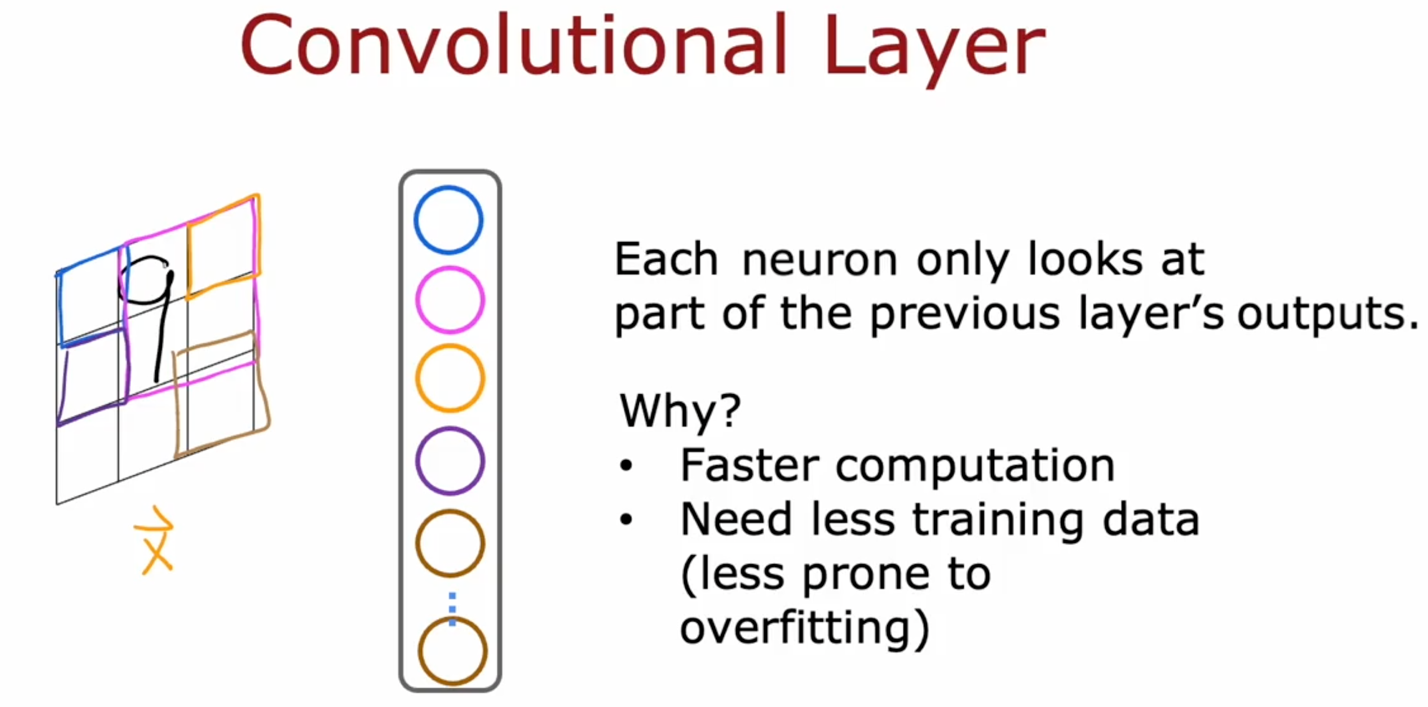 Convolutional Layer
Each neuron only looks at
part of the previous layer’s outputs.
Why?
• Faster computation
• Need less training data
(less prone to
overfitting)
9
x⃗